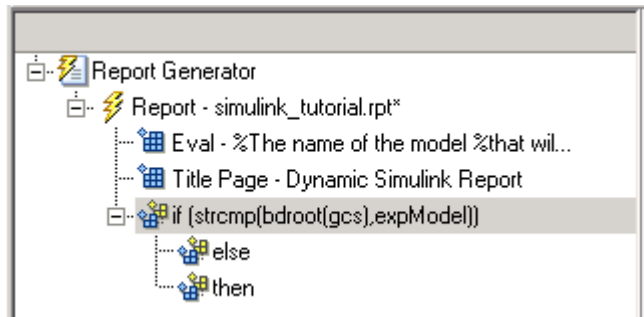 Report Generator
Report - simulink_tutorial.rpt*
Eval - %The name of the model %that wil...
Title Page - Dynamic Simulink Report
if (strcmp(bdroot(gcs),expModel))
else
then